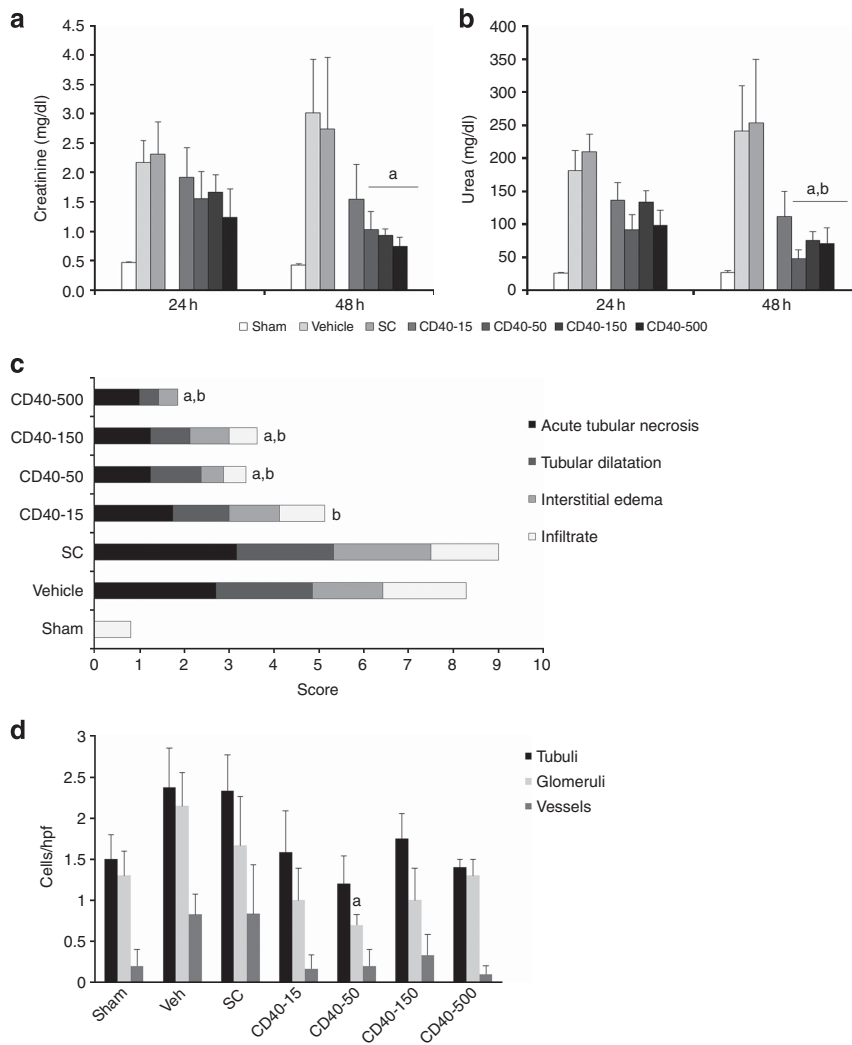 a
4.5
4.0
3.5
3.0
2.5
2.0
1.5
1.0
0.5
0.0
Creatinine (mg/dl)
a
24 h
48 h
b
400
350
300
250
200
150
100
50
0
Urea (mg/dl)
a,b
24 h
48 h
Sham Vehicle SC CD40-15 CD40-50 CD40-150 CD40-500
c
CD40-500
a,b
CD40-150
a,b
CD40-50
a,b
CD40-15
b
SC
Vehicle
Sham
0 1 2 3 4 5 6 7 8 9 10
Score
Acute tubular necrosis
Tubular dilatation
Interstitial edema
Infiltrate
d
3
2.5
2
1.5
1
0.5
0
Cells/hpf
a
Sham Veh SC CD40-15 CD40-50 CD40-150 CD40-500
Tubuli
Glomeruli
Vessels